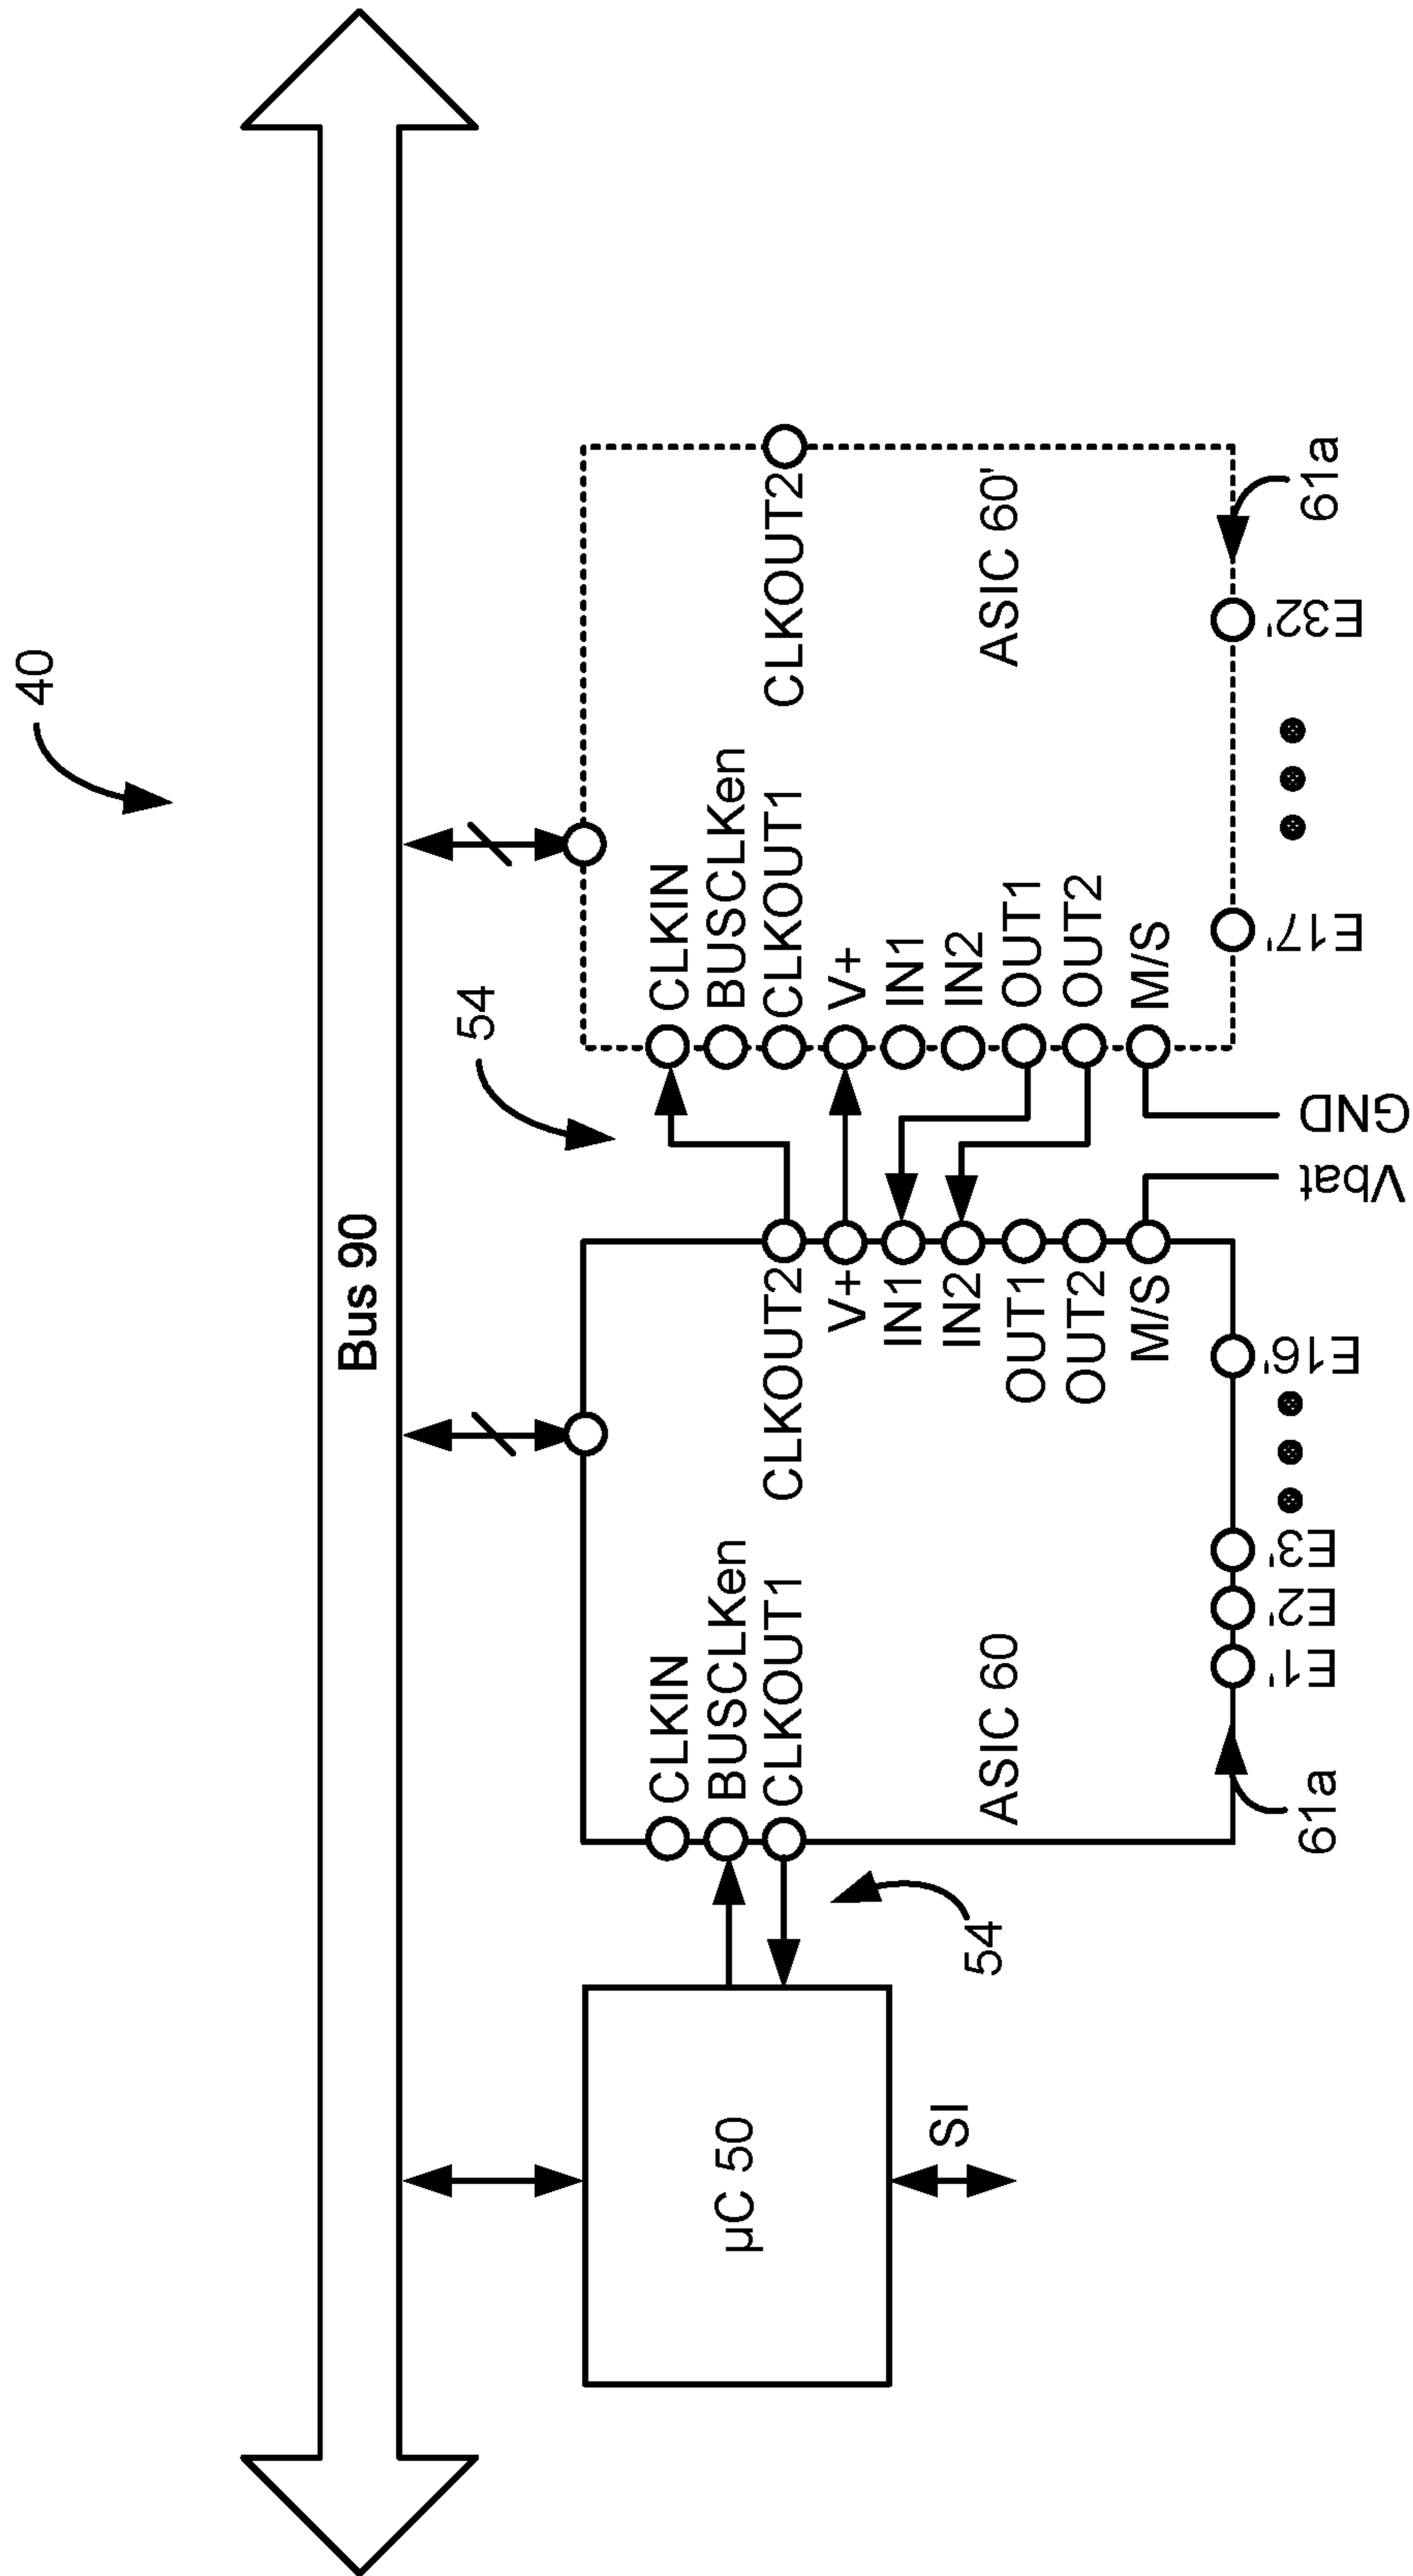 40
Bus 90
54
µC 50
SI
54
CLKIN
BUSCLKen
CLKOUT1
CLKOUT2
V+
IN1
IN2
OUT1
OUT2
M/S
ASIC 60
61a
E1'
E2'
E3'
E16'
Vbat
GND
CLKIN
BUSCLKen
CLKOUT1
CLKOUT2
V+
IN1
IN2
OUT1
OUT2
M/S
ASIC 60'
E17'
E32'
61a